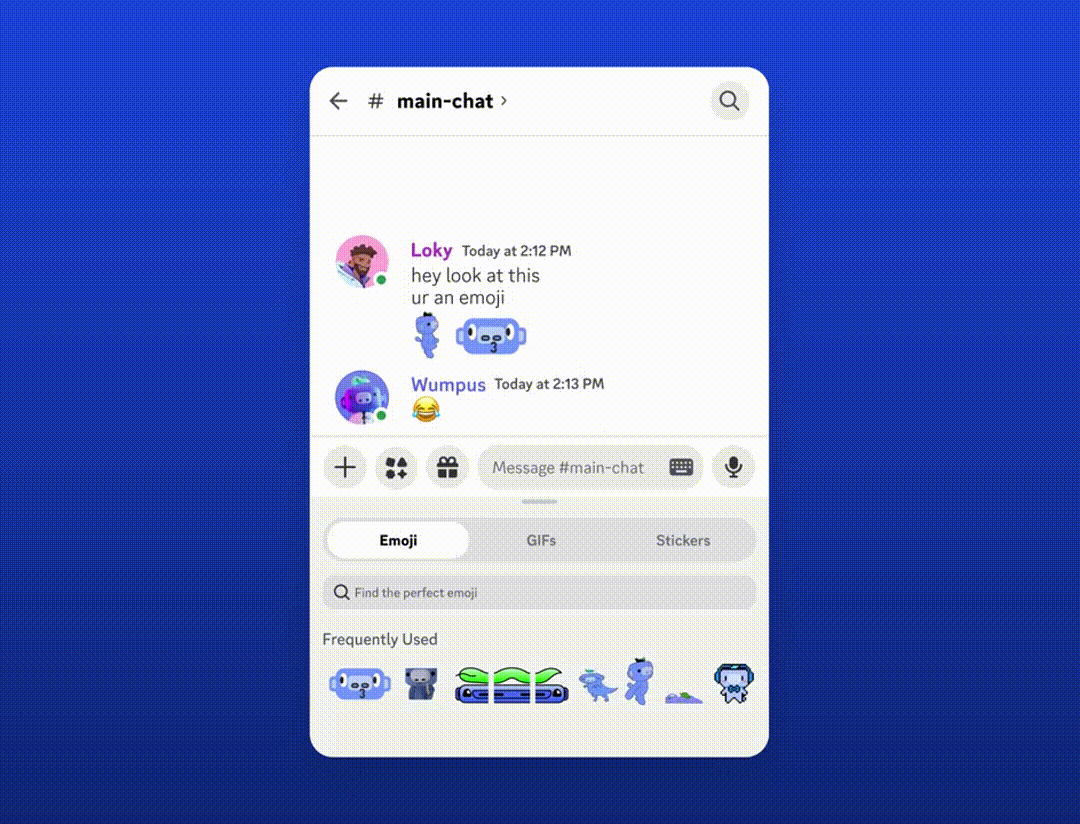 # main-chat
Loky Today at 2:12 PM
hey look at this
ur an emoji
Wumpus Today at 2:13 PM
Message #main-chat
Emoji GIFs Stickers
Find the perfect emoji
Frequently Used